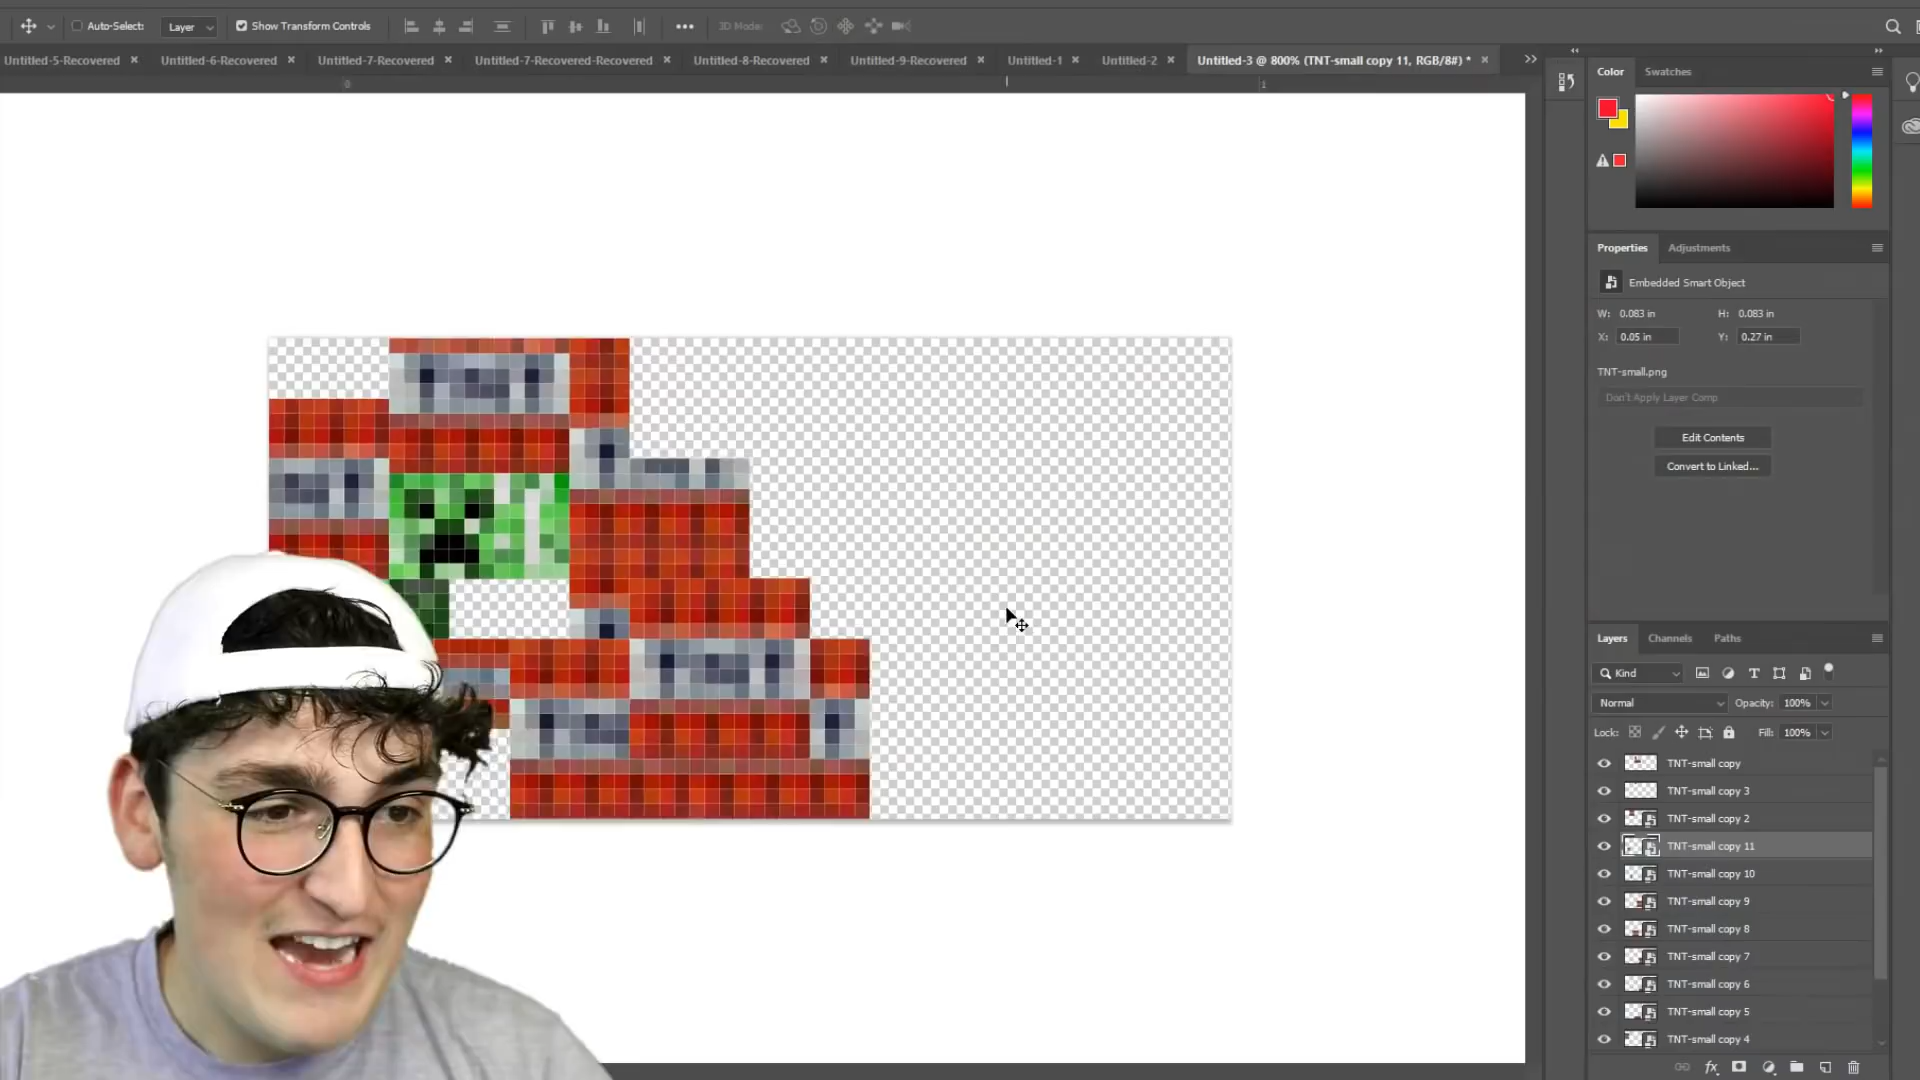 Auto-Select: Layer Show Transform Controls 3D Mode:
Untitled-5-Recovered Untitled-6-Recovered Untitled-7-Recovered Untitled-7-Recovered-Recovered Untitled-8-Recovered Untitled-9-Recovered Untitled-1 Untitled-2 Untitled-3 @ 800% (TNT-small copy 11, RGB/8#) *
0 1
Color Swatches
Properties Adjustments
Embedded Smart Object
W: 0.083 in H: 0.083 in
X: 0.05 in Y: 0.27 in
TNT-small.png
Don't Apply Layer Comp
Edit Contents
Convert to Linked...
Layers Channels Paths
Kind
Normal Opacity: 100%
Lock: Fill: 100%
TNT-small copy
TNT-small copy 3
TNT-small copy 2
TNT-small copy 11
TNT-small copy 10
TNT-small copy 9
TNT-small copy 8
TNT-small copy 7
TNT-small copy 6
TNT-small copy 5
TNT-small copy 4
fx